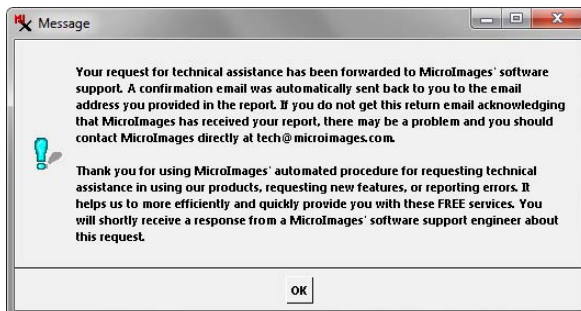 Message
Your request for technical assistance has been forwarded to MicroImages' software
support. A confirmation email was automatically sent back to you to the email
address you provided in the report. If you do not get this return email acknowledging
that MicroImages has received your report, there may be a problem and you should
contact MicroImages directly at tech@microimages.com.
Thank you for using MicroImages' automated procedure for requesting technical
assistance in using our products, requesting new features, or reporting errors. It
helps us to more efficiently and quickly provide you with these FREE services. You
will shortly receive a response from a MicroImages' software support engineer about
this request.
OK